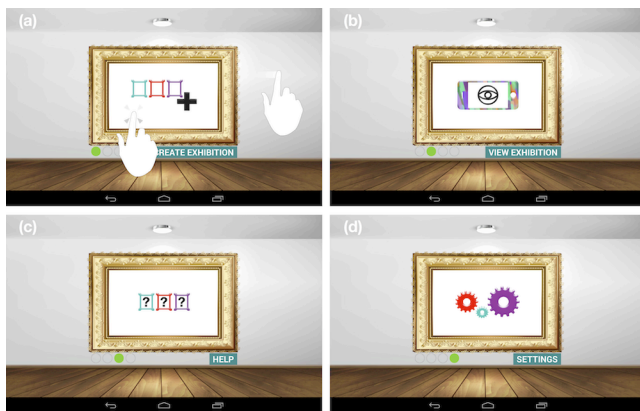 (a)
CREATE EXHIBITION
(b)
VIEW EXHIBITION
(c)
? ? ?
HELP
(d)
SETTINGS